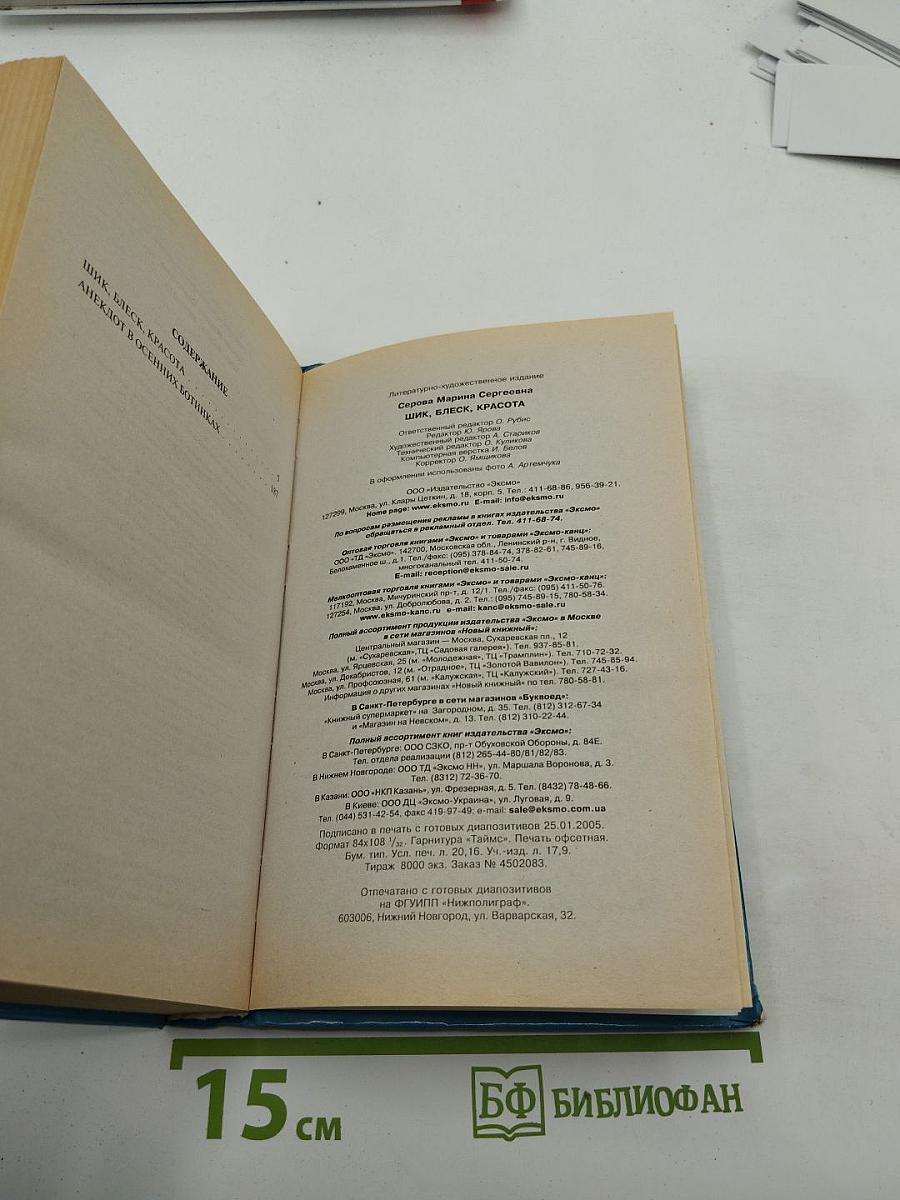 СОДЕРЖАНИЕ
ШИК, БЛЕСК, КРАСОТА . . . . . . . . . . . 5
АНЕКДОТ В ОСЕННИХ БОТИНКАХ . . . . . . 187
Литературно-художественное издание
Серова Марина Сергеевна
ШИК, БЛЕСК, КРАСОТА
Ответственный редактор О. Рубис
Редактор Ю. Ярова
Художественный редактор А. Стариков
Технический редактор О. Куликова
Компьютерная верстка И. Белов
Корректор О. Ямщикова
В оформлении использованы фото А. Артемчука
ООО «Издательство «Эксмо»
127299, Москва, ул. Клары Цеткин, д. 18, корп. 5. Тел.: 411-68-86, 956-39-21.
Home page: www.eksmo.ru E-mail: info@eksmo.ru
По вопросам размещения рекламы в книгах издательства «Эксмо»
обращаться в рекламный отдел. Тел. 411-68-74.
Оптовая торговля книгами «Эксмо» и товарами «Эксмо-канц»:
ООО «ТД «Эксмо». 142700, Московская обл., Ленинский р-н, г. Видное,
Белокаменное ш., д.1. Тел./факс: (095) 378-84-74, 378-82-61, 745-89-16,
многоканальный тел. 411-50-74.
E-mail: reception@eksmo-sale.ru
Мелкооптовая торговля книгами «Эксмо» и товарами «Эксмо-канц»:
117192, Москва, Мичуринский пр-т, д. 12/1. Тел./факс: (095) 411-50-76.
127254, Москва, ул. Добролюбова, д. 2. Тел.: (095) 745-89-15, 780-58-34.
www.eksmo-kanc.ru e-mail: kanc@eksmo-sale.ru
Полный ассортимент продукции издательства «Эксмо» в Москве
в сети магазинов «Новый книжный»:
Центральный магазин — Москва, Сухаревская пл., 12
(м. «Сухаревская»,ТЦ «Садовая галерея»). Тел. 937-85-81.
Москва, ул. Ярцевская, 25 (м. «Молодежная», ТЦ «Трамплин»). Тел. 710-72-32.
Москва, ул. Декабристов, 12 (м. «Отрадное», ТЦ «Золотой Вавилон»). Тел. 745-85-94.
Москва, ул. Профсоюзная, 61 (м. «Калужская», ТЦ «Калужский»). Тел. 727-43-16.
Информация о других магазинах «Новый книжный» по тел. 780-58-81.
В Санкт-Петербурге в сети магазинов «Буквоед»:
«Книжный супермаркет» на Загородном, д. 35. Тел. (812) 312-67-34
и «Магазин на Невском», д. 13. Тел. (812) 310-22-44.
Полный ассортимент книг издательства «Эксмо»:
В Санкт-Петербурге: ООО СЗКО, пр-т Обуховской Обороны, д. 84Е.
Тел. отдела реализации (812) 265-44-80/81/82/83.
В Нижнем Новгороде: ООО ТД «Эксмо НН», ул. Маршала Воронова, д. 3.
Тел. (8312) 72-36-70.
В Казани: ООО «НКП Казань», ул. Фрезерная, д. 5. Тел. (8432) 78-48-66.
В Киеве: ООО ДЦ «Эксмо-Украина», ул. Луговая, д. 9.
Тел. (044) 531-42-54, факс 419-97-49; e-mail: sale@eksmo.com.ua
Подписано в печать с готовых диапозитивов 25.01.2005.
Формат 84x108 1/32. Гарнитура «Таймс». Печать офсетная.
Бум. тип. Усл. печ. л. 20,16. Уч.-изд. л. 17,9.
Тираж 8000 экз. Заказ № 4502083.
Отпечатано с готовых диапозитивов
на ФГУИПП «Нижполиграф».
603006, Нижний Новгород, ул. Варварская, 32.
15 см
БФ БИБЛИОФАН